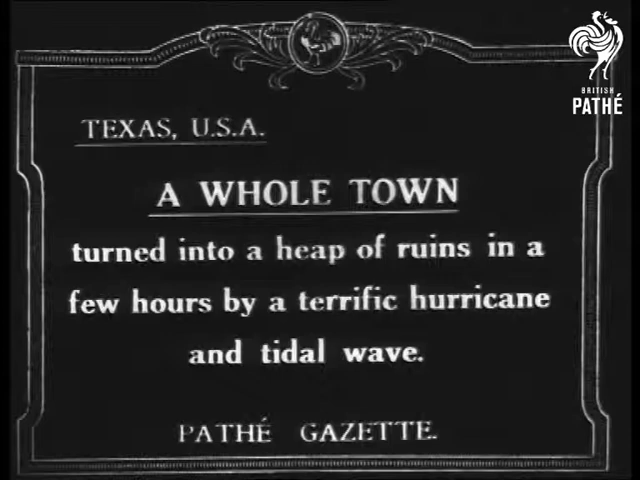 BRITISH
PATHÉ
TEXAS, U.S.A.
A WHOLE TOWN
turned into a heap of ruins in a
few hours by a terrific hurricane
and tidal wave.
PATHÉ GAZETTE.